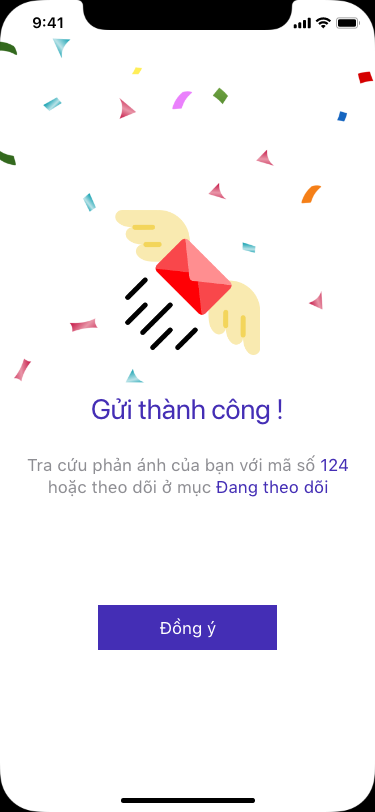 9:41
Gửi thành công !
Tra cứu phản ánh của bạn với mã số 124
hoặc theo dõi ở mục Đang theo dõi
Đồng ý